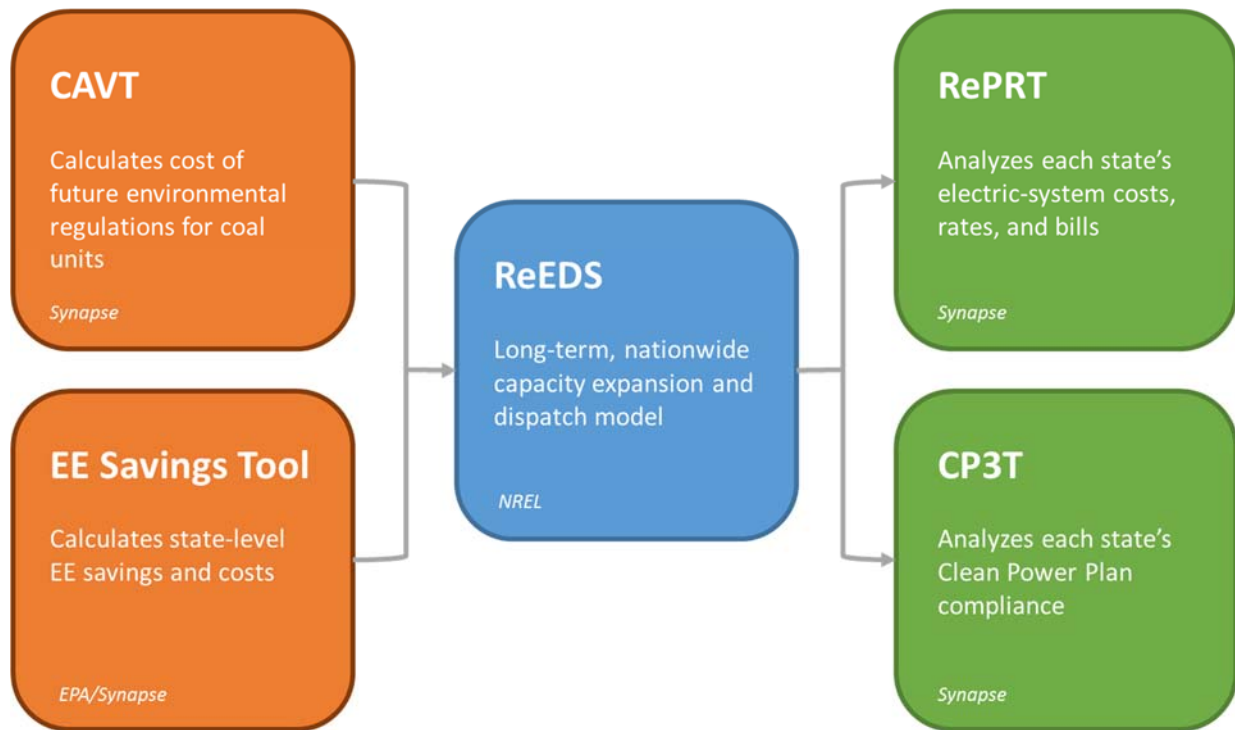 CAVT
Calculates cost of
future environmental
regulations for coal
units
Synapse
EE Savings Tool
Calculates state-level
EE savings and costs
EPA/Synapse
ReEDS
Long-term, nationwide
capacity expansion and
dispatch model
NREL
RePRT
Analyzes each state's
electric-system costs,
rates, and bills
Synapse
CP3T
Analyzes each state's
Clean Power Plan
compliance
Synapse